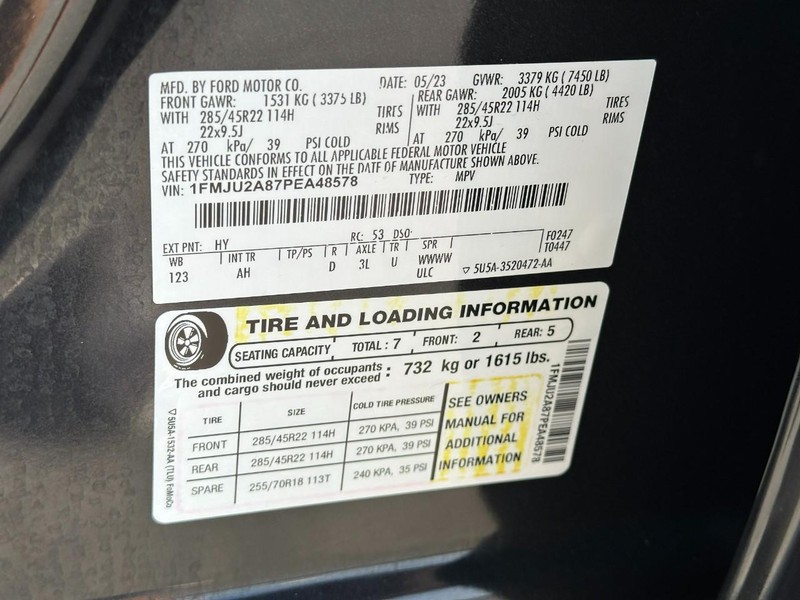 MFD. BY FORD MOTOR CO. DATE: 05/23 GVWR: 3379 KG ( 7450 LB)
FRONT GAWR: 1531 KG ( 3375 LB) REAR GAWR: 2005 KG ( 4420 LB)
WITH 285/45R22 114H TIRES WITH 285/45R22 114H TIRES
22x9.5J RIMS 22x9.5J RIMS
AT 270 kPa/ 39 PSI COLD AT 270 kPa/ 39 PSI COLD
THIS VEHICLE CONFORMS TO ALL APPLICABLE FEDERAL MOTOR VEHICLE
SAFETY STANDARDS IN EFFECT ON THE DATE OF MANUFACTURE SHOWN ABOVE.
VIN: 1FMJU2A87PEA48578 TYPE: MPV
EXT PNT: HY RC: 53 DSO: F0247
WB INT TR TP/PS R AXLE TR SPR T0447
123 AH D 3L U WWWW
ULC ▽ 5U5A-3520472-AA
TIRE AND LOADING INFORMATION
SEATING CAPACITY TOTAL : 7 FRONT: 2 REAR: 5
The combined weight of occupants
and cargo should never exceed : 732 kg or 1615 lbs.
TIRE SIZE COLD TIRE PRESSURE
FRONT 285/45R22 114H 270 KPA, 39 PSI
REAR 285/45R22 114H 270 KPA, 39 PSI
SPARE 255/70R18 113T 240 KPA, 35 PSI
SEE OWNERS
MANUAL FOR
ADDITIONAL
INFORMATION
1FMJU2A87PEA48578
▽ 5U5A-1532-AA (TLI) FoMoCo